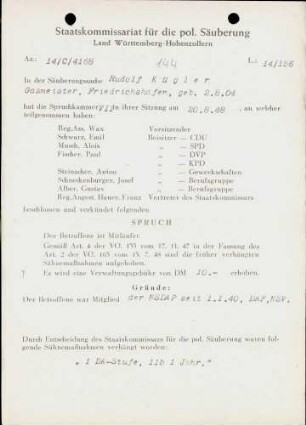 Staatskommissariat für die pol. Säuberung
Land Württemberg-Hohenzollern
Az: 14/C/4168 144 L: 14/156
In der Säuberungssache Rudolf Kugler
Gasmeister, Friedrichshafen, geb. 2.8.04
hat die Spruchkammer in ihrer Sitzung am 20.8.48 an welcher
teilgenommen haben:
Reg.Ass. Wax Vorsitzender
Schwarz, Emil Beisitzer — CDU
Mauch, Alois „ — SPD
Fischer, Paul „ — DVP
„ — KPD
Steinacher, Anton „ — Gewerkschaften
Schneckenburger, Josef „ — Berufsgruppe
Alber, Gustav „ — Berufsgruppe
Reg.Angest. Hauer, Franz Vertreter des Staatskommissars
beschlossen und verkündet folgenden
SPRUCH
Der Betroffene ist Mitläufer.
Gemäß Art. 4 der VO. 133 vom 17. 11. 47 in der Fassung des
Art. 2 der VO. 165 vom 15. 7. 48 sind die früher verhängten
Sühnemaßnahmen aufgehoben.
Es wird eine Verwaltungsgebühr von DM 10.- erhoben.
Gründe:
Der Betroffene war Mitglied der NSDAP seit 1.1.40, DAF, NSV.
Durch Entscheidung des Staatskommissars für die pol. Säuberung waren fol-
gende Sühnemaßnahmen verhängt worden:
„ 1 DA-Stufe, IIb 1 Jahr."